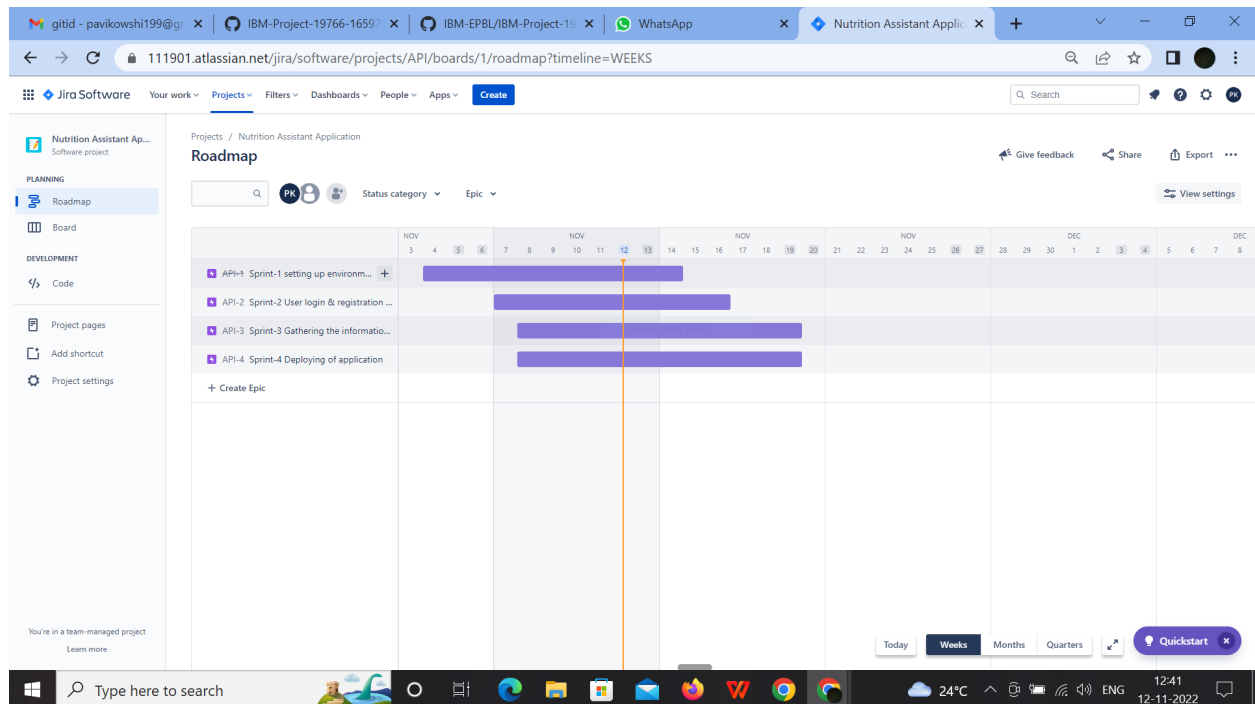 gitid - pavikowshi199@gn
IBM-Project-19766-16597
IBM-EPBL/IBM-Project-19
WhatsApp
Nutrition Assistant Applic
111901.atlassian.net/jira/software/projects/API/boards/1/roadmap?timeline=WEEKS
Jira Software Your work Projects Filters Dashboards People Apps Create Search PK
Nutrition Assistant Ap...
Software project
PLANNING
Roadmap
Board
DEVELOPMENT
Code
Project pages
Add shortcut
Project settings
You're in a team-managed project
Learn more
Projects / Nutrition Assistant Application
Roadmap
Give feedback Share Export
PK Status category Epic View settings
NOV NOV NOV NOV DEC DEC
3 4 5 6 7 8 9 10 11 12 13 14 15 16 17 18 19 20 21 22 23 24 25 26 27 28 29 30 1 2 3 4 5 6 7 8
API-1 Sprint-1 setting up environm...
API-2 Sprint-2 User login & registration ...
API-3 Sprint-3 Gathering the informatio...
API-4 Sprint-4 Deploying of application
+ Create Epic
Today Weeks Months Quarters Quickstart
Type here to search 24°C ENG 12:41
12-11-2022